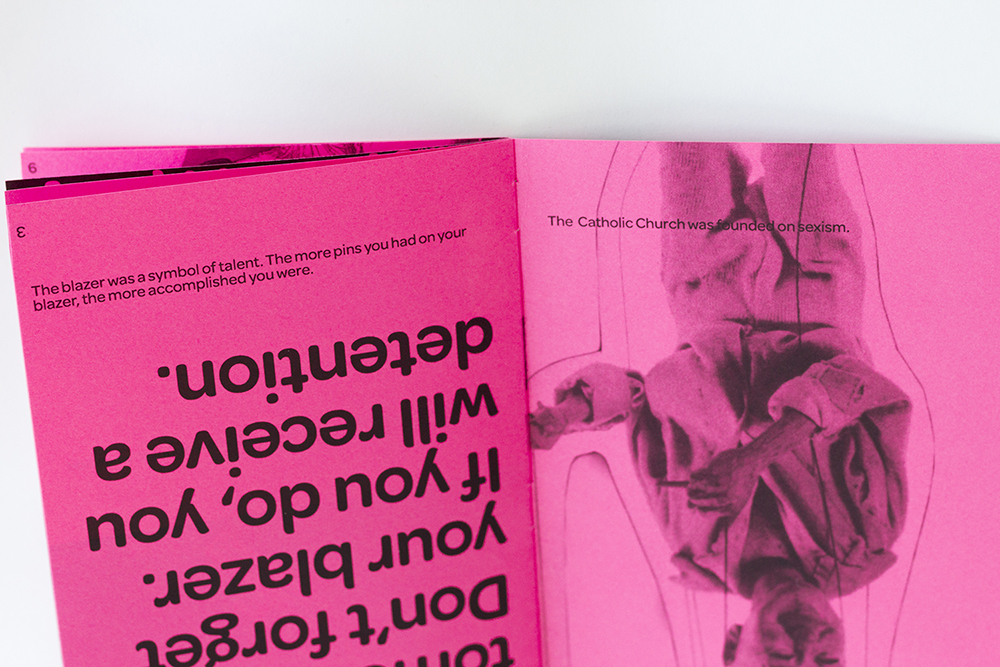 3
The blazer was a symbol of talent. The more pins you had on your
blazer, the more accomplished you were.
Don't forget
your blazer.
If you do, you
will receive a
detention.
The Catholic Church was founded on sexism.